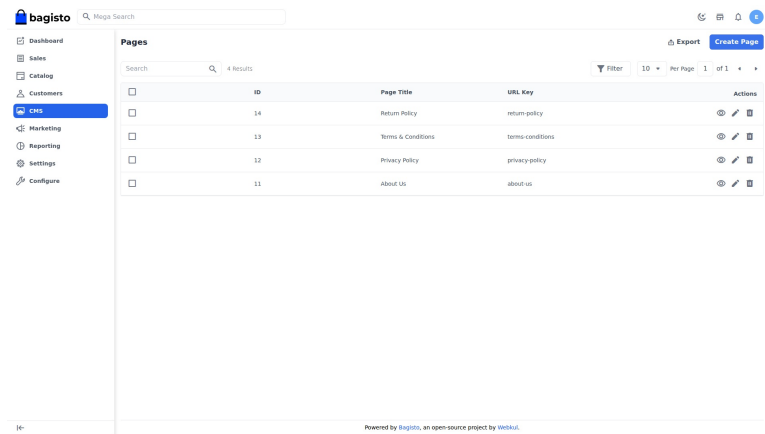 bagisto
Mega Search
E
Dashboard
Sales
Catalog
Customers
CMS
Marketing
Reporting
Settings
Configure
Pages
Export
Create Page
Search
4 Results
Filter
10
Per Page
1
of 1
ID
Page Title
URL Key
Actions
14
Return Policy
return-policy
13
Terms & Conditions
terms-conditions
12
Privacy Policy
privacy-policy
11
About Us
about-us
Powered by Bagisto, an open-source project by Webkul.